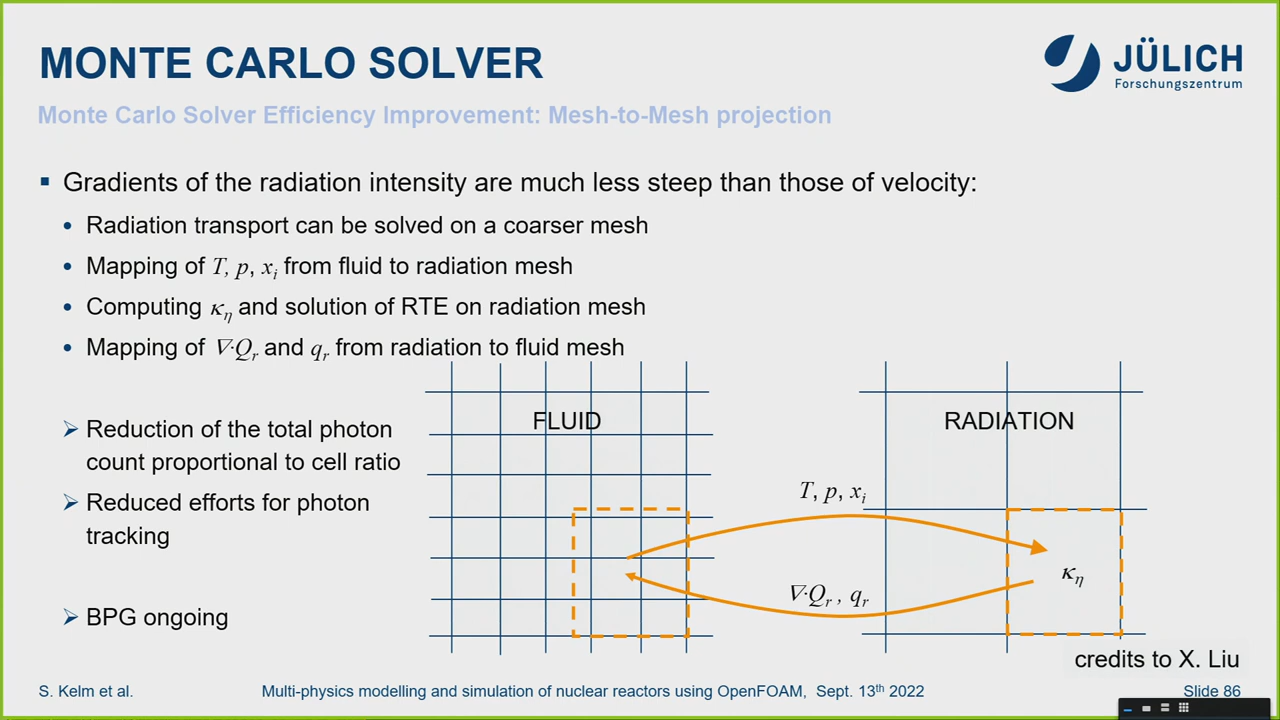 MONTE CARLO SOLVER
JÜLICH
Forschungszentrum
Monte Carlo Solver Efficiency Improvement: Mesh-to-Mesh projection
▪ Gradients of the radiation intensity are much less steep than those of velocity:
• Radiation transport can be solved on a coarser mesh
• Mapping of T, p, xᵢ from fluid to radiation mesh
• Computing κ_η and solution of RTE on radiation mesh
• Mapping of ∇·Qᵣ and qᵣ from radiation to fluid mesh
➢ Reduction of the total photon
count proportional to cell ratio
➢ Reduced efforts for photon
tracking
➢ BPG ongoing
FLUID
RADIATION
T, p, xᵢ
κ_η
∇·Qᵣ , qᵣ
credits to X. Liu
S. Kelm et al.
Multi-physics modelling and simulation of nuclear reactors using OpenFOAM, Sept. 13th 2022
Slide 86